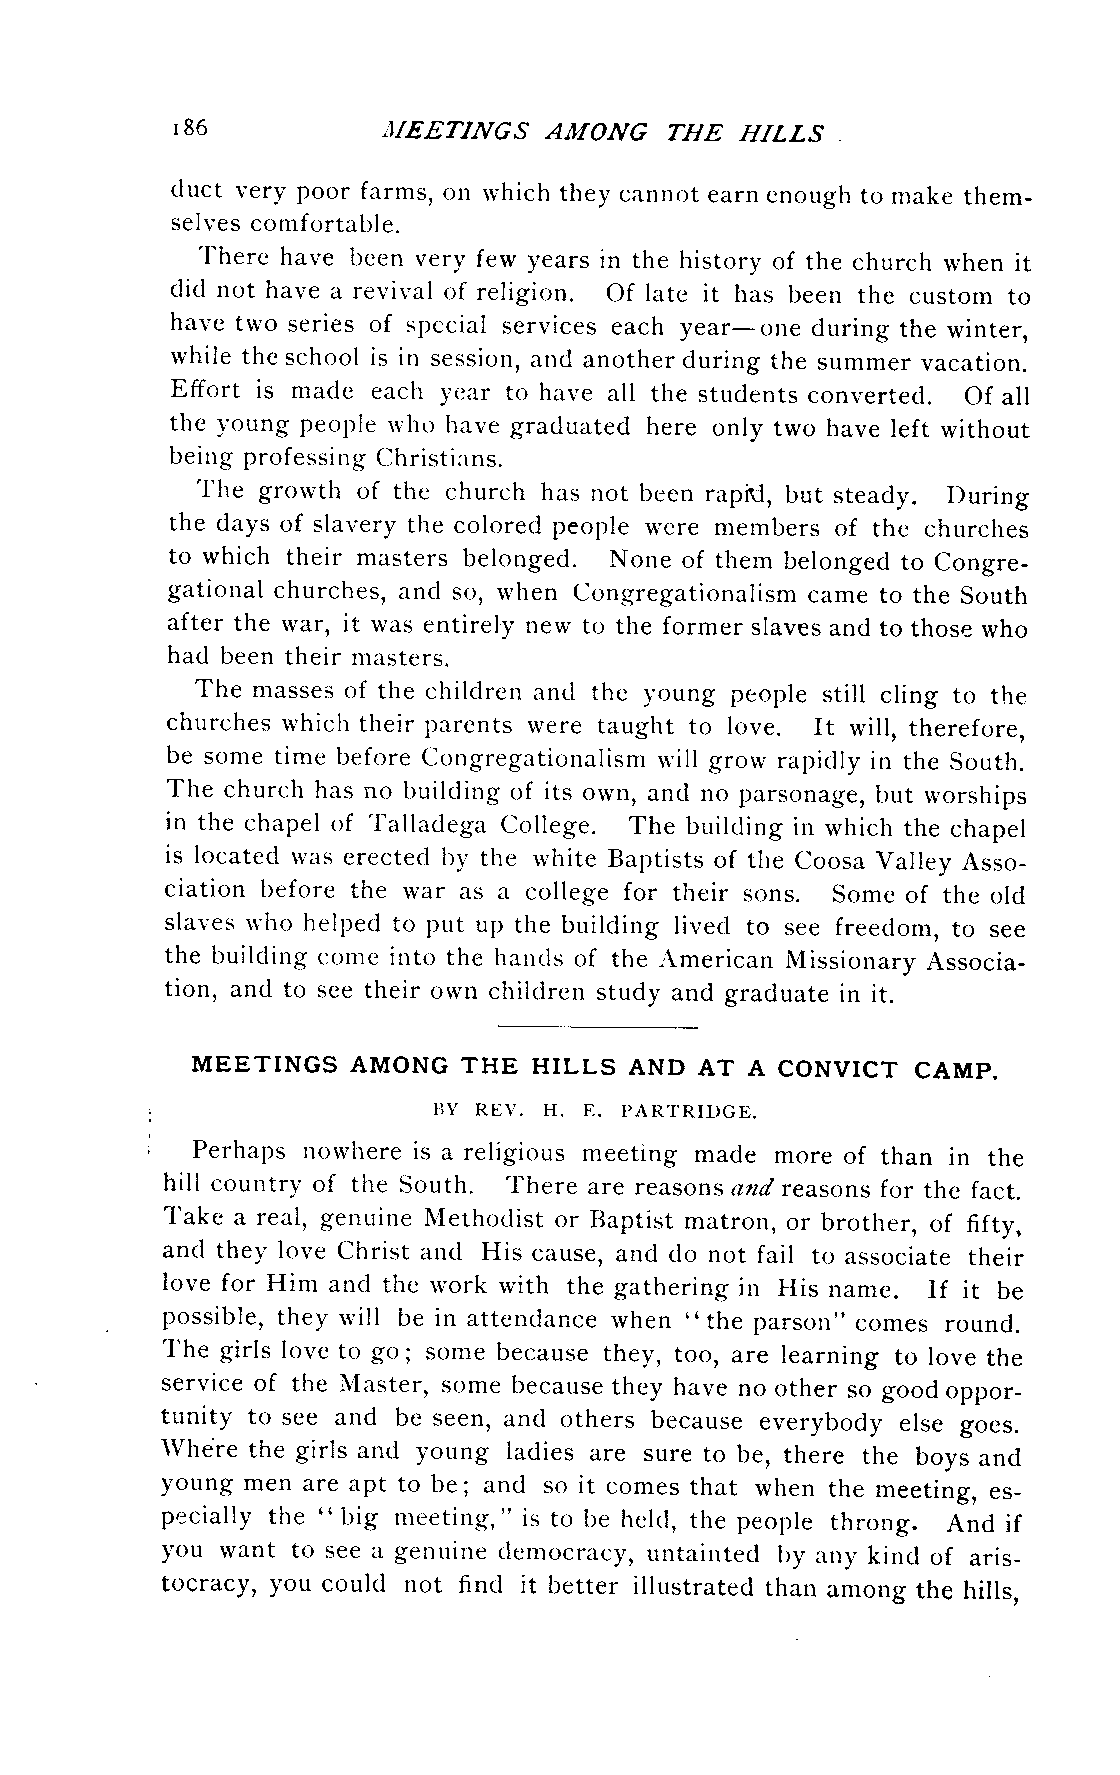 186 MEETINGS AMONG THE HILLS
duct very poor farms, on which they cannot earn enough to make them-
selves comfortable.
There have been very few years in the history of the church when it
did not have a revival of religion. Of late it has been the custom to
have two series of special services each year—one during the winter,
while the school is in session, and another during the summer vacation.
Effort is made each year to have all the students converted. Of all
the young people who have graduated here only two have left without
being professing Christians.
The growth of the church has not been rapid, but steady. During
the days of slavery the colored people were members of the churches
to which their masters belonged. None of them belonged to Congre-
gational churches, and so, when Congregationalism came to the South
after the war, it was entirely new to the former slaves and to those who
had been their masters.
The masses of the children and the young people still cling to the
churches which their parents were taught to love. It will, therefore,
be some time before Congregationalism will grow rapidly in the South.
The church has no building of its own, and no parsonage, but worships
in the chapel of Talladega College. The building in which the chapel
is located was erected by the white Baptists of the Coosa Valley Asso-
ciation before the war as a college for their sons. Some of the old
slaves who helped to put up the building lived to see freedom, to see
the building come into the hands of the American Missionary Associa-
tion, and to see their own children study and graduate in it.
MEETINGS AMONG THE HILLS AND AT A CONVICT CAMP.
BY REV. H. E. PARTRIDGE.
Perhaps nowhere is a religious meeting made more of than in the
hill country of the South. There are reasons and reasons for the fact.
Take a real, genuine Methodist or Baptist matron, or brother, of fifty,
and they love Christ and His cause, and do not fail to associate their
love for Him and the work with the gathering in His name. If it be
possible, they will be in attendance when "the parson" comes round.
The girls love to go; some because they, too, are learning to love the
service of the Master, some because they have no other so good oppor-
tunity to see and be seen, and others because everybody else goes.
Where the girls and young ladies are sure to be, there the boys and
young men are apt to be; and so it comes that when the meeting, es-
pecially the "big meeting," is to be held, the people throng. And if
you want to see a genuine democracy, untainted by any kind of aris-
tocracy, you could not find it better illustrated than among the hills,